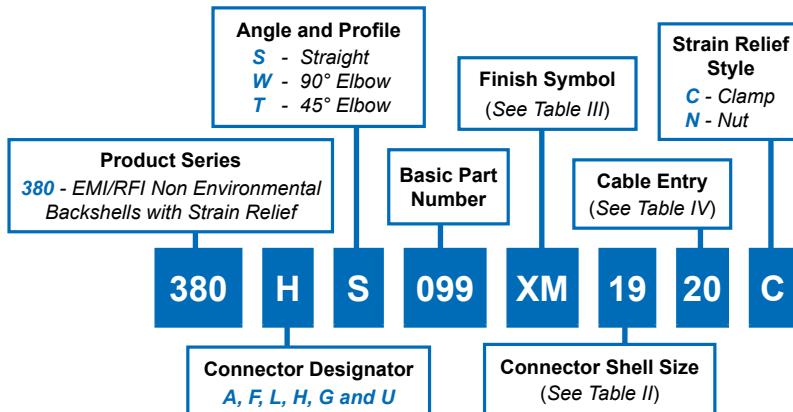 Angle and Profile
S - Straight
W - 90° Elbow
T - 45° Elbow
Finish Symbol
(See Table III)
Strain Relief
Style
C - Clamp
N - Nut
Product Series
380 - EMI/RFI Non Environmental
Backshells with Strain Relief
Basic Part
Number
Cable Entry
(See Table IV)
380 H S 099 XM 19 20 C
Connector Designator
A, F, L, H, G and U
Connector Shell Size
(See Table II)